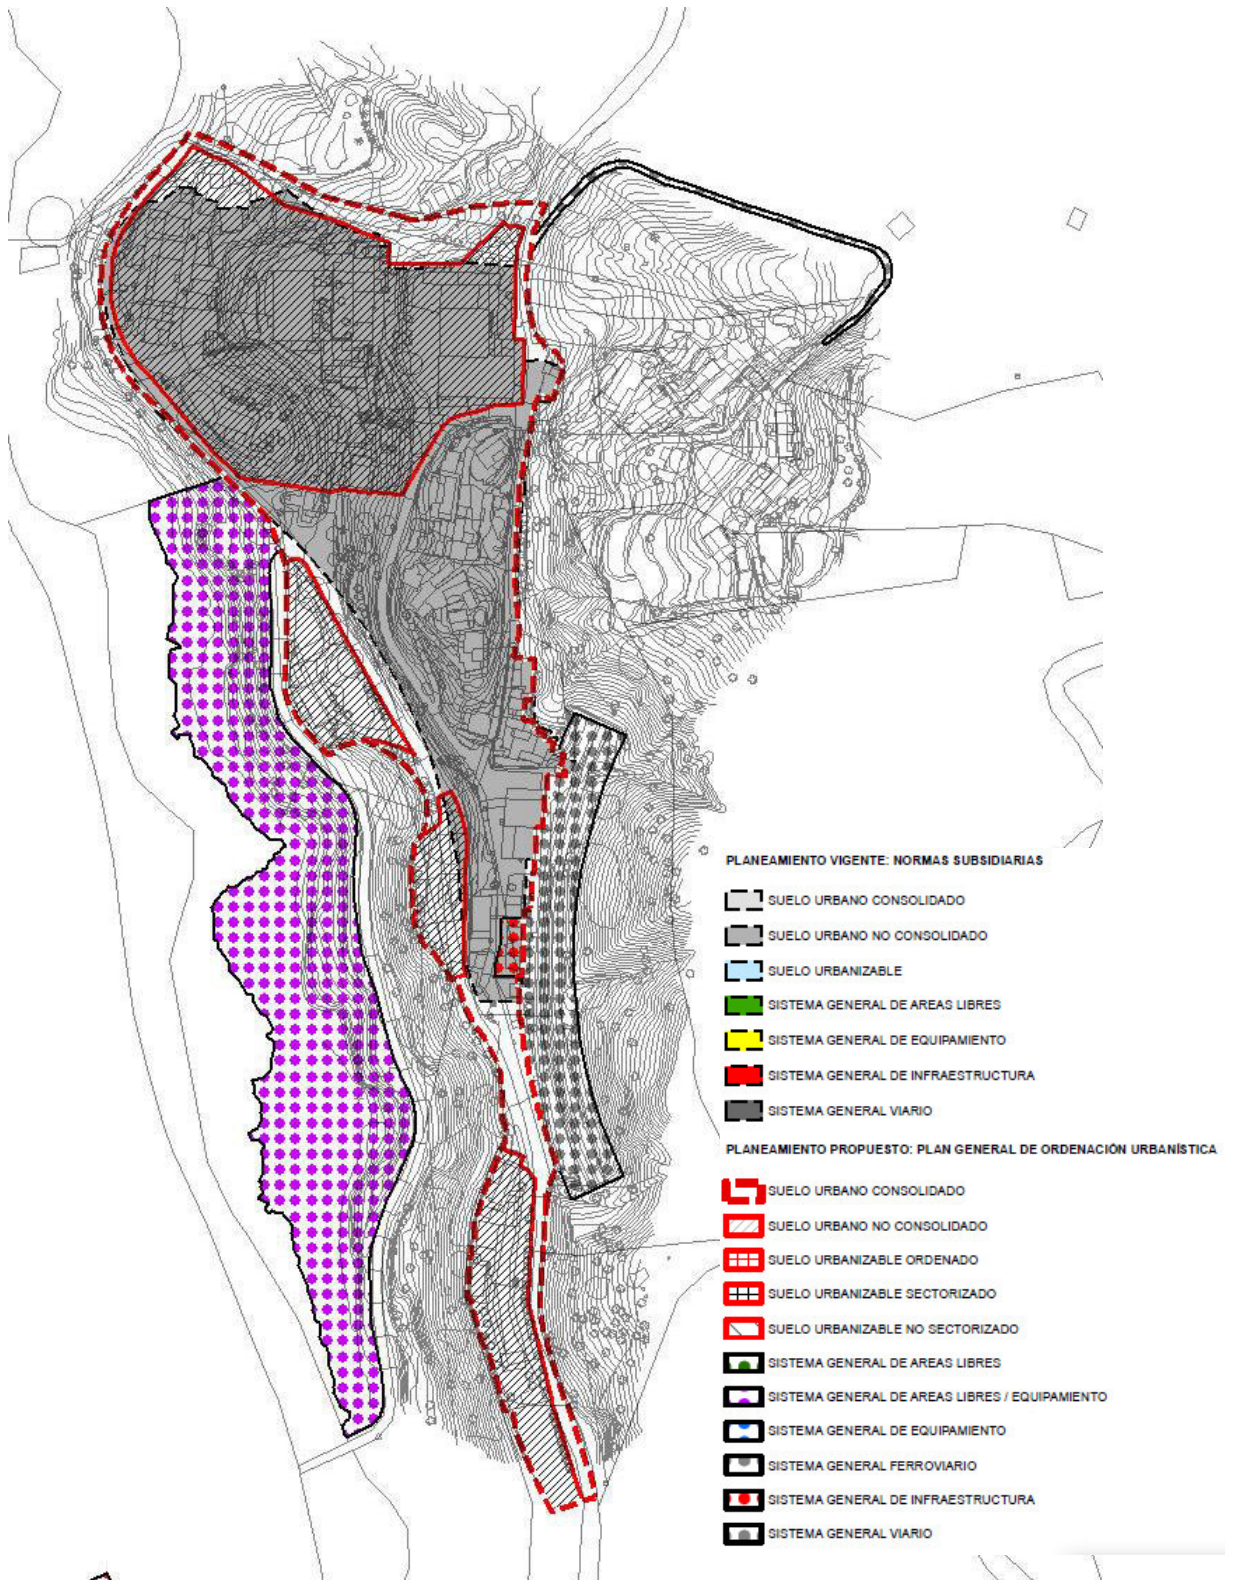 PLANEAMIENTO VIGENTE: NORMAS SUBSIDIARIAS
SUELO URBANO CONSOLIDADO
SUELO URBANO NO CONSOLIDADO
SUELO URBANIZABLE
SISTEMA GENERAL DE AREAS LIBRES
SISTEMA GENERAL DE EQUIPAMIENTO
SISTEMA GENERAL DE INFRAESTRUCTURA
SISTEMA GENERAL VIARIO
PLANEAMIENTO PROPUESTO: PLAN GENERAL DE ORDENACIÓN URBANÍSTICA
SUELO URBANO CONSOLIDADO
SUELO URBANO NO CONSOLIDADO
SUELO URBANIZABLE ORDENADO
SUELO URBANIZABLE SECTORIZADO
SUELO URBANIZABLE NO SECTORIZADO
SISTEMA GENERAL DE AREAS LIBRES
SISTEMA GENERAL DE AREAS LIBRES / EQUIPAMIENTO
SISTEMA GENERAL DE EQUIPAMIENTO
SISTEMA GENERAL FERROVIARIO
SISTEMA GENERAL DE INFRAESTRUCTURA
SISTEMA GENERAL VIARIO